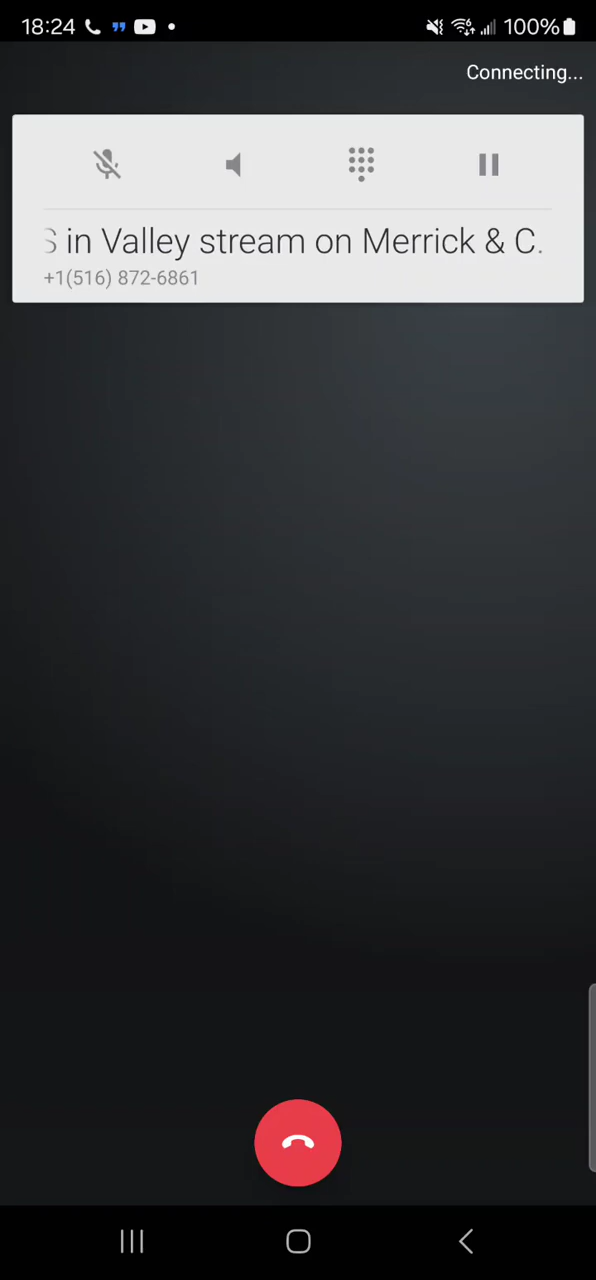 18:24
100%
Connecting...
S in Valley stream on Merrick & C.
+1(516) 872-6861